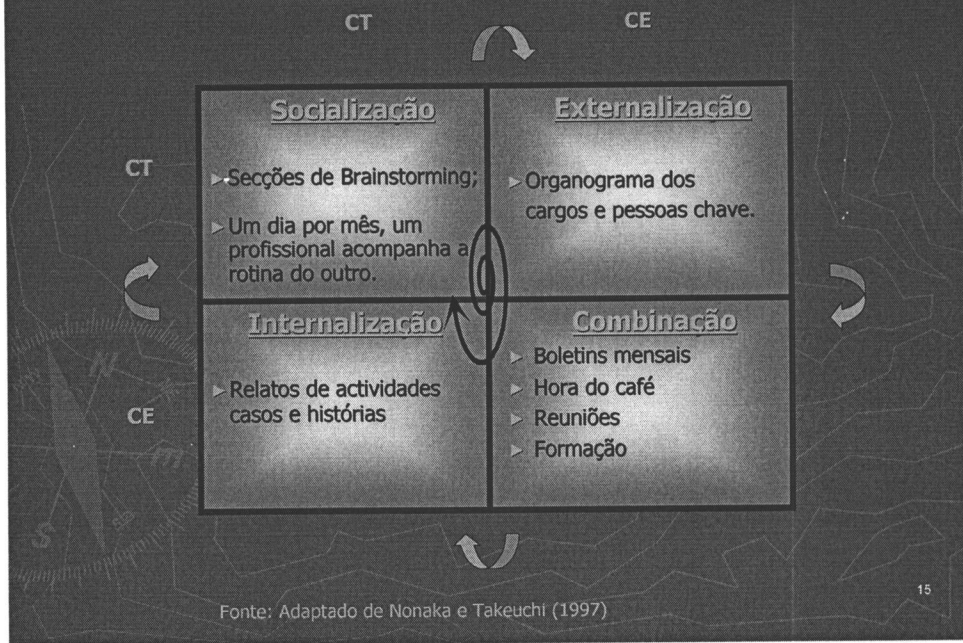 CT
CE
CT
Socialização
Secções de Brainstorming;
Um dia por mês, um
profissional acompanha a
rotina do outro.
Externalização
Organograma dos
cargos e pessoas chave.
CE
Internalização
Relatos de actividades
casos e histórias
Combinação
Boletins mensais
Hora do café
Reuniões
Formação
N
S
Fonte: Adaptado de Nonaka e Takeuchi (1997)
15